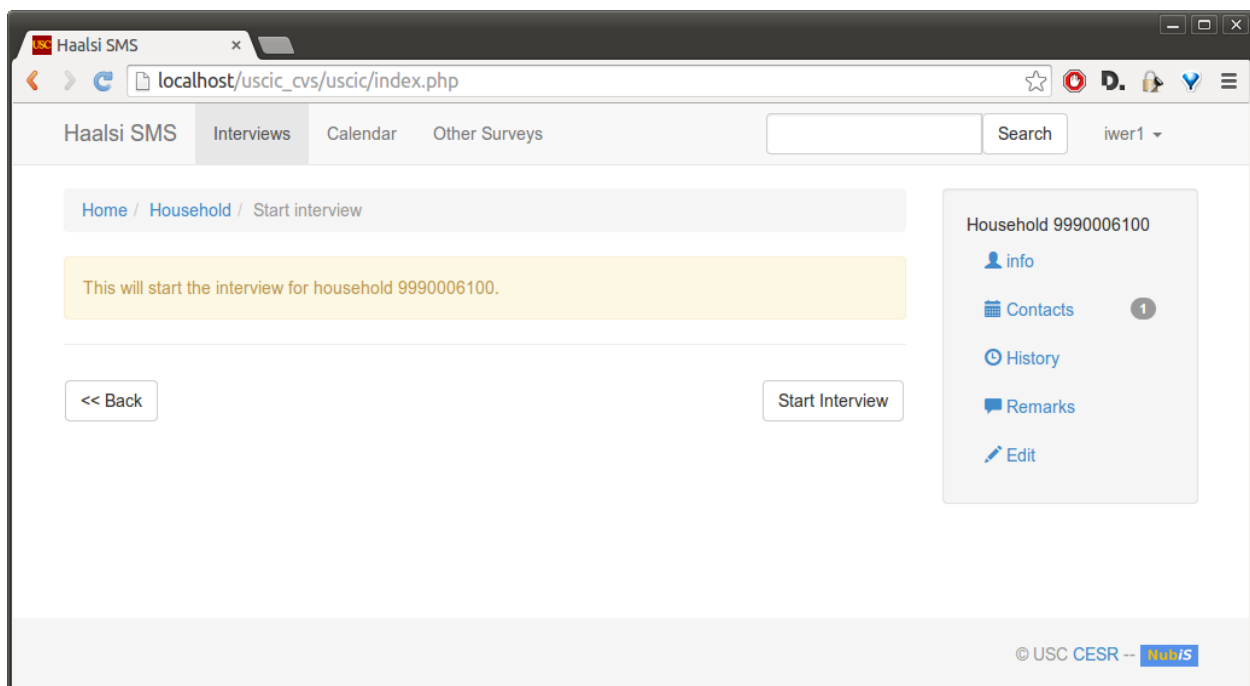 USC Haalsi SMS ×
localhost/uscic_cvs/uscic/index.php D.
Haalsi SMS Interviews Calendar Other Surveys Search iwer1
Home / Household / Start interview
This will start the interview for household 9990006100.
<< Back Start Interview
Household 9990006100
info
Contacts 1
History
Remarks
Edit
© USC CESR -- NubiS